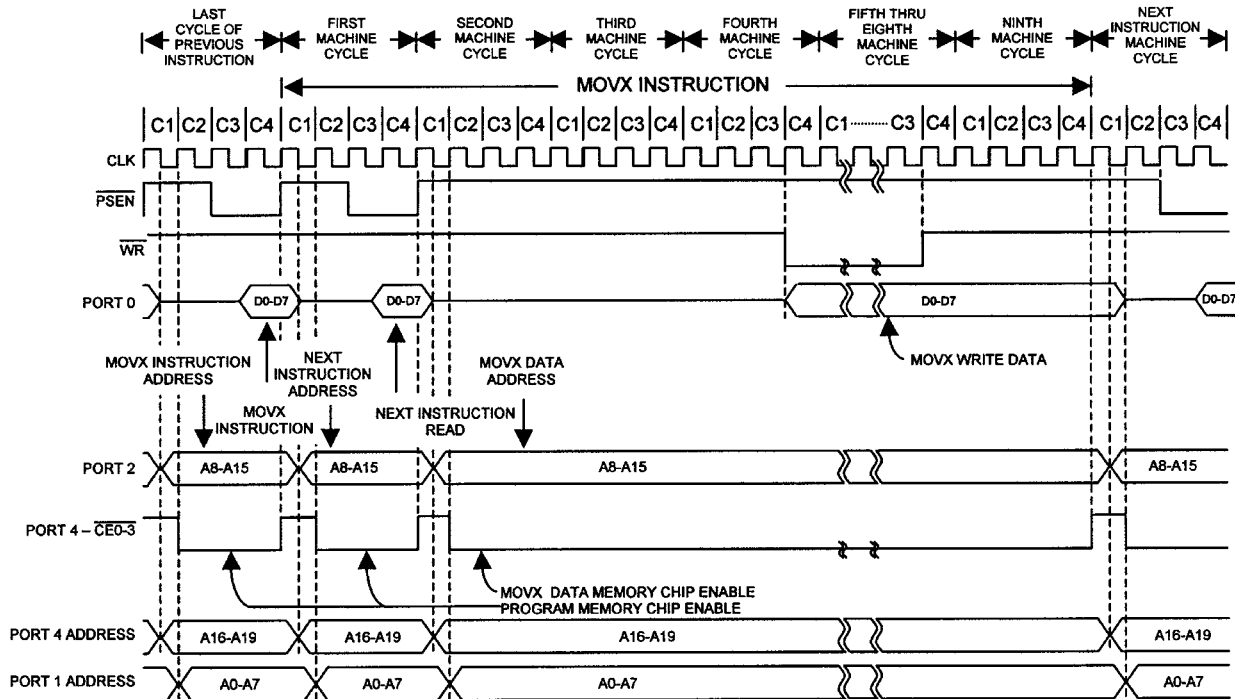 LAST CYCLE OF PREVIOUS INSTRUCTION
FIRST MACHINE CYCLE
SECOND MACHINE CYCLE
THIRD MACHINE CYCLE
FOURTH MACHINE CYCLE
FIFTH THRU EIGHTH MACHINE CYCLE
NINTH MACHINE CYCLE
NEXT INSTRUCTION MACHINE CYCLE
MOVX INSTRUCTION
C1 C2 C3 C4 C1 C2 C3 C4 C1 C2 C3 C4 C1 C2 C3 C4 C1 C2 C3 C4 C1 ........ C3 C4 C1 C2 C3 C4 C1 C2 C3 C4
CLK
PSEN
WR
PORT 0
D0-D7
D0-D7
D0-D7
D0-D7
MOVX INSTRUCTION ADDRESS
NEXT INSTRUCTION ADDRESS
MOVX DATA ADDRESS
MOVX WRITE DATA
MOVX INSTRUCTION
NEXT INSTRUCTION READ
PORT 2
A8-A15
A8-A15
A8-A15
A8-A15
PORT 4 – CE0-3
MOVX DATA MEMORY CHIP ENABLE
PROGRAM MEMORY CHIP ENABLE
PORT 4 ADDRESS
A16-A19
A16-A19
A16-A19
A16-A19
PORT 1 ADDRESS
A0-A7
A0-A7
A0-A7
A0-A7